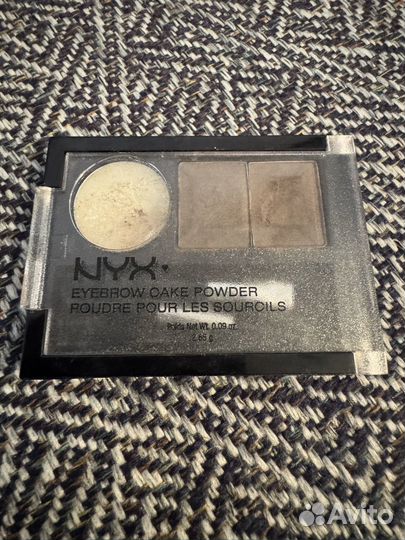 NYX
EYEBROW CAKE POWDER
POUDRE POUR LES SOURCILS
Poids Net Wt. 0.09 oz.
2.65 g
Avito